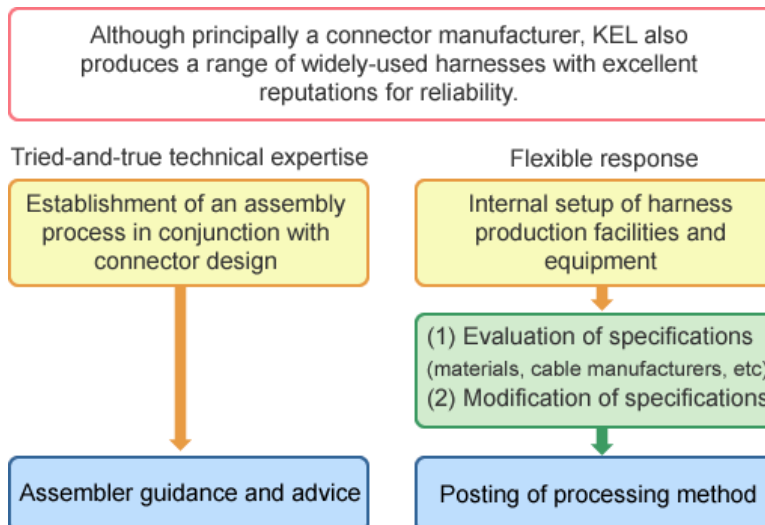 Although principally a connector manufacturer, KEL also
produces a range of widely-used harnesses with excellent
reputations for reliability.
Tried-and-true technical expertise
Establishment of an assembly
process in conjunction with
connector design
Assembler guidance and advice
Flexible response
Internal setup of harness
production facilities and
equipment
(1) Evaluation of specifications
(materials, cable manufacturers, etc)
(2) Modification of specifications
Posting of processing method